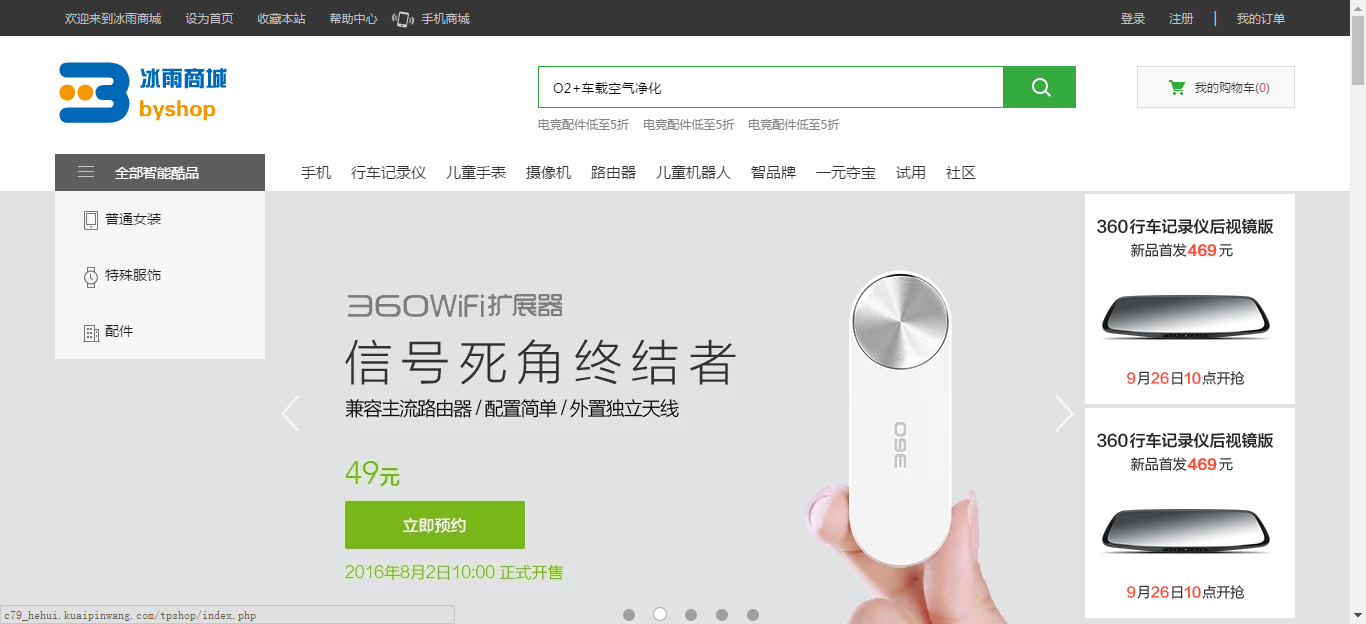 欢迎来到冰雨商城 设为首页 收藏本站 帮助中心 手机商城 登录 注册 | 我的订单
冰雨商城
byshop
O2+车载空气净化
我的购物车(0)
电竞配件低至5折 电竞配件低至5折 电竞配件低至5折
全部智能酷品 手机 行车记录仪 儿童手表 摄像机 路由器 儿童机器人 智品牌 一元夺宝 试用 社区
普通女装
特殊服饰
配件
360WiFi扩展器
信号死角终结者
兼容主流路由器 / 配置简单 / 外置独立天线
49元
立即预约
2016年8月2日10:00 正式开售
360
360行车记录仪后视镜版
新品首发469元
9月26日10点开抢
360行车记录仪后视镜版
新品首发469元
9月26日10点开抢
c79_hehui.kuaipinwang.com/tpshop/index.php